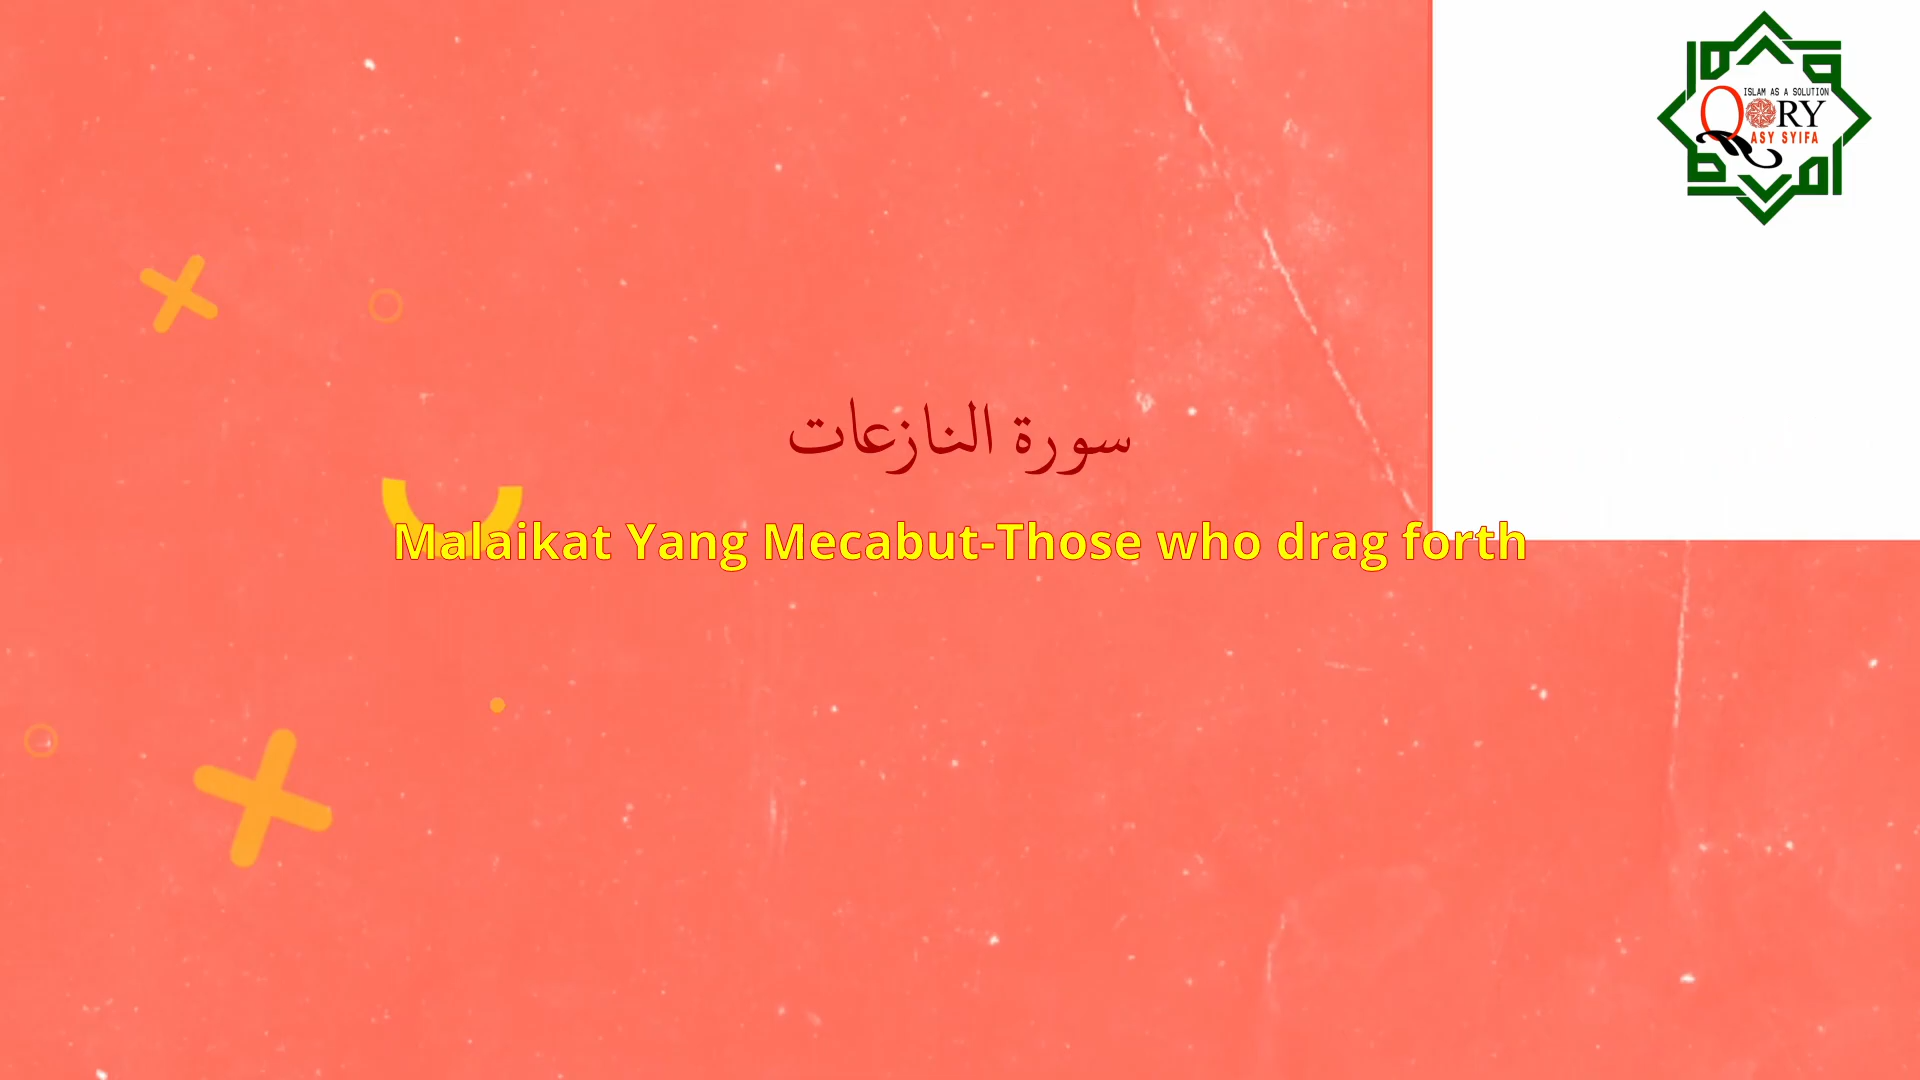 ISLAM AS A SOLUTION
QORY
ASY SYIFA
سورة النازعات
Malaikat Yang Mecabut-Those who drag forth